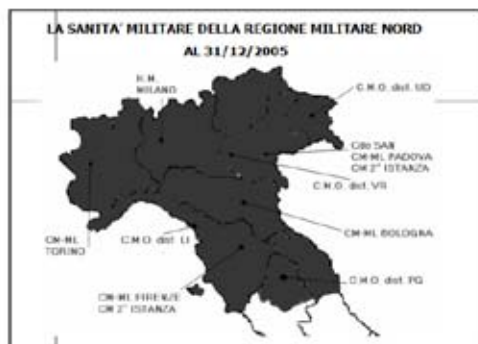 LA SANITA' MILITARE DELLA REGIONE MILITARE NORD
AL 31/12/2005
H.M.
MILANO
C.M.O. dist. UD
Cdo SAN
CM-ML PADOVA
CM 2° ISTANZA
C.M.O. dist. VR
CM-ML BOLOGNA
CM-ML
TORINO
C.M.O. dist. LI
C.M.O. dist. PG
CM-ML FIRENZE
CM 2° ISTANZA